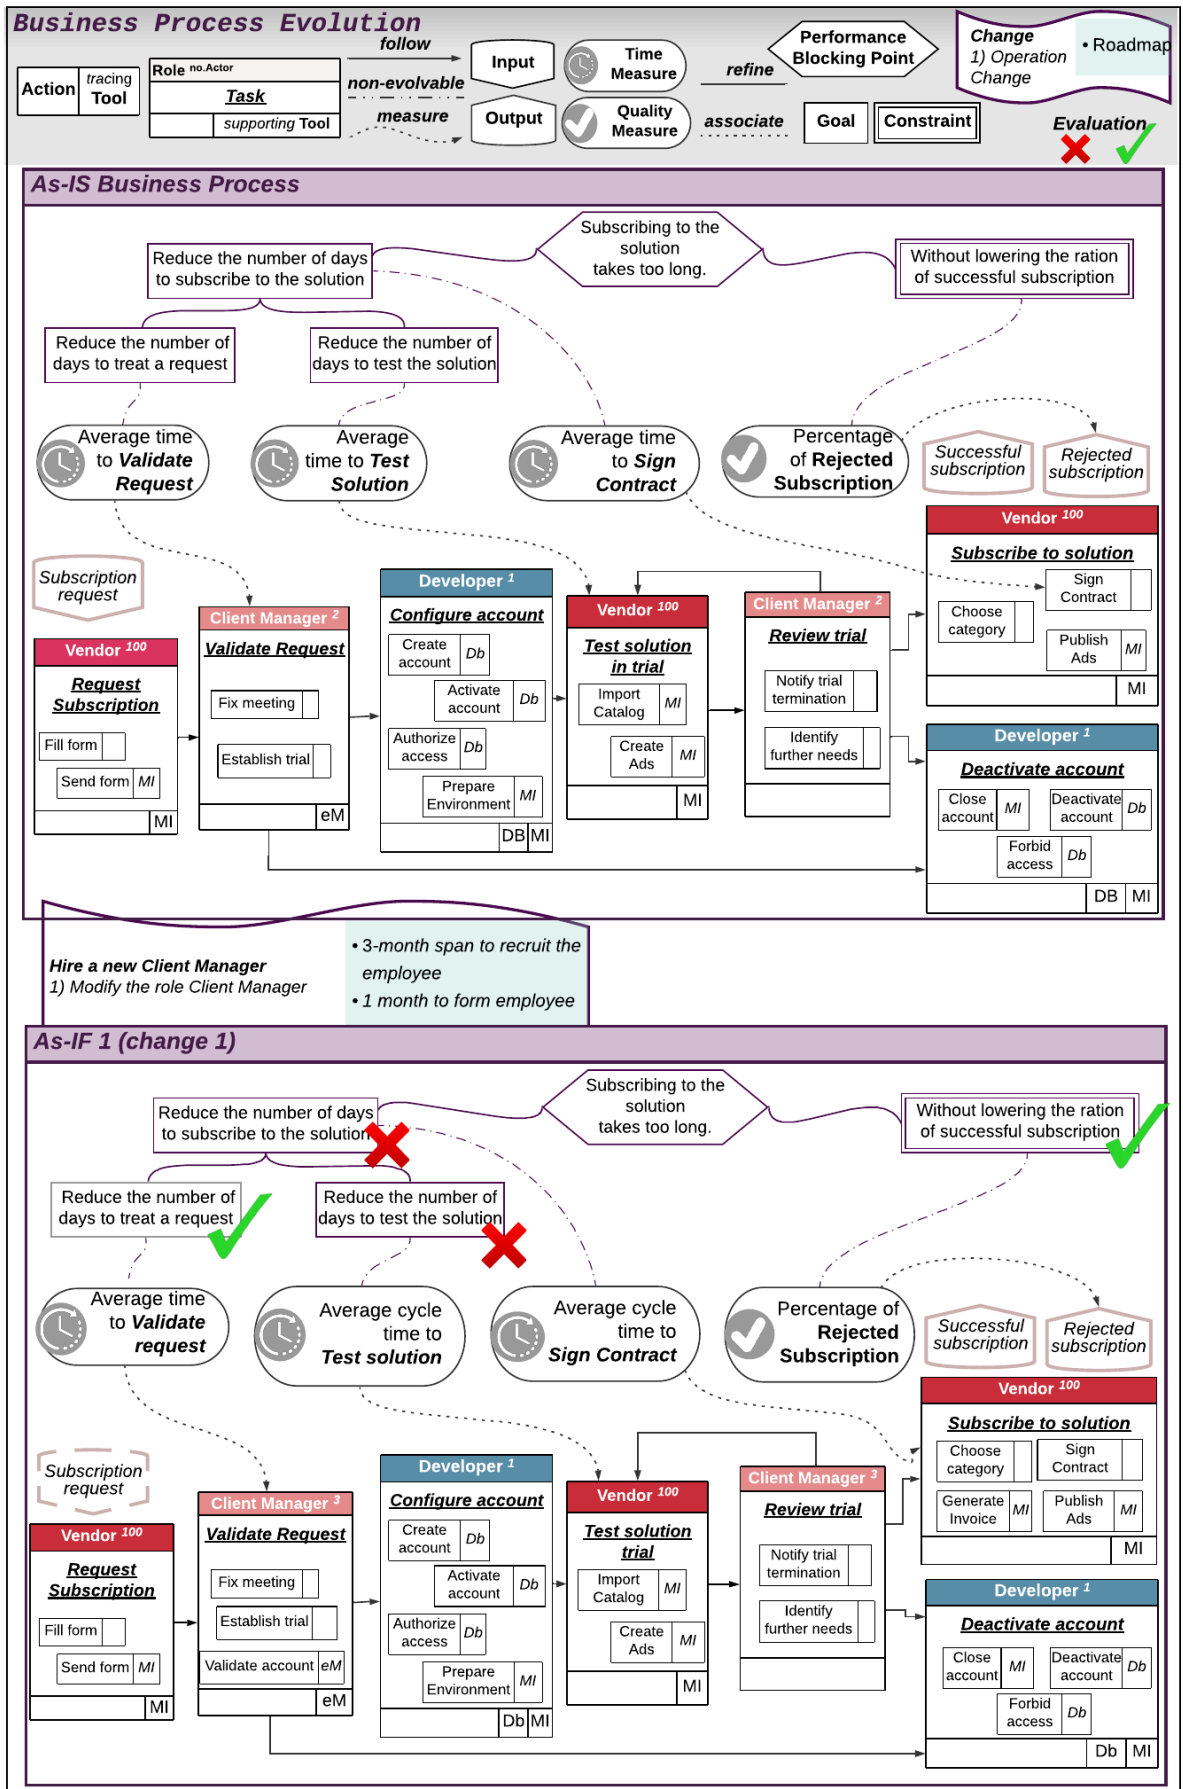 Business Process Evolution
Action
tracing
Tool
Role no.Actor
Task
supporting Tool
follow
non-evolvable
measure
Input
Output
Time
Measure
Quality
Measure
refine
associate
Performance
Blocking Point
Goal
Constraint
Change
1) Operation
Change
• Roadmap
Evaluation
As-IS Business Process
Subscribing to the
solution
takes too long.
Reduce the number of days
to subscribe to the solution
Without lowering the ration
of successful subscription
Reduce the number of
days to treat a request
Reduce the number of
days to test the solution
Average time
to Validate
Request
Average
time to Test
Solution
Average time
to Sign
Contract
Percentage
of Rejected
Subscription
Successful
subscription
Rejected
subscription
Subscription
request
Vendor 100
Request
Subscription
Fill form
Send form MI
MI
Client Manager 2
Validate Request
Fix meeting
Establish trial
eM
Developer 1
Configure account
Create
account
Db
Activate
account
Db
Authorize
access
Db
Prepare
Environment
MI
DB MI
Vendor 100
Test solution
in trial
Import
Catalog
MI
Create
Ads
MI
MI
Client Manager 2
Review trial
Notify trial
termination
Identify
further needs
Vendor 100
Subscribe to solution
Sign
Contract
Choose
category
Publish
Ads
MI
MI
Developer 1
Deactivate account
Close
account
MI
Deactivate
account
Db
Forbid
access
Db
DB MI
Hire a new Client Manager
1) Modify the role Client Manager
• 3-month span to recruit the
employee
• 1 month to form employee
As-IF 1 (change 1)
Subscribing to the
solution
takes too long.
Reduce the number of days
to subscribe to the solution
Without lowering the ration
of successful subscription
Reduce the number of
days to treat a request
Reduce the number of
days to test the solution
Average time
to Validate
request
Average cycle
time to
Test solution
Average cycle
time to
Sign Contract
Percentage of
Rejected
Subscription
Successful
subscription
Rejected
subscription
Subscription
request
Vendor 100
Request
Subscription
Fill form
Send form MI
MI
Client Manager 3
Validate Request
Fix meeting
Establish trial
Validate account eM
eM
Developer 1
Configure account
Create
account
Db
Activate
account
Db
Authorize
access
Db
Prepare
Environment
MI
Db MI
Vendor 100
Test solution
trial
Import
Catalog
MI
Create
Ads
MI
MI
Client Manager 3
Review trial
Notify trial
termination
Identify
further needs
Vendor 100
Subscribe to solution
Choose
category
Sign
Contract
Generate
Invoice
MI
Publish
Ads
MI
MI
Developer 1
Deactivate account
Close
account
MI
Deactivate
account
Db
Forbid
access
Db
Db MI